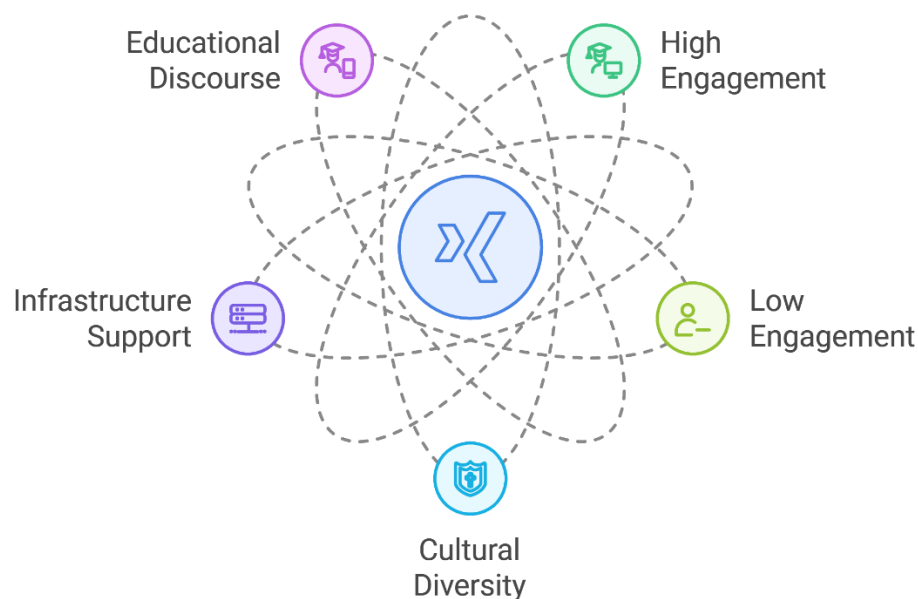 Educational
Discourse
High
Engagement
Infrastructure
Support
Low
Engagement
Cultural
Diversity